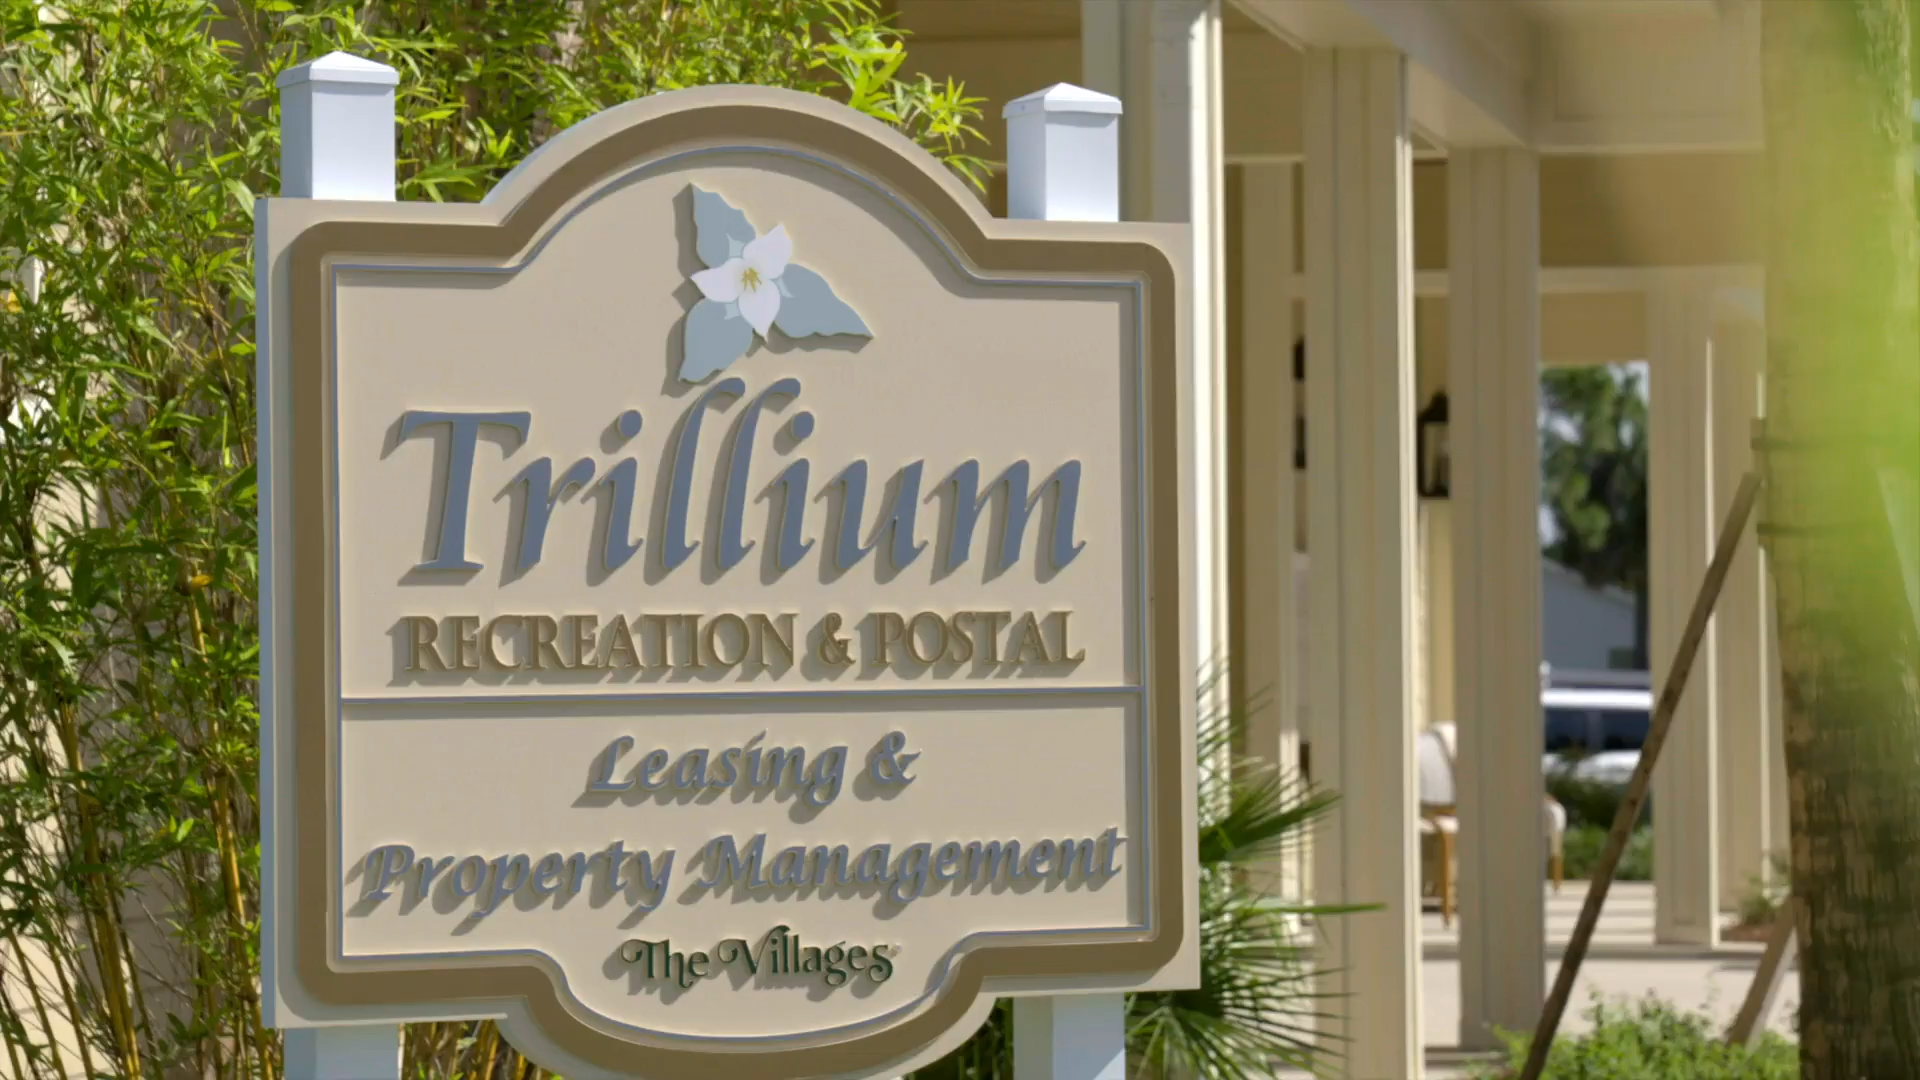 Trillium
RECREATION & POSTAL
Leasing &
Property Management
The Villages